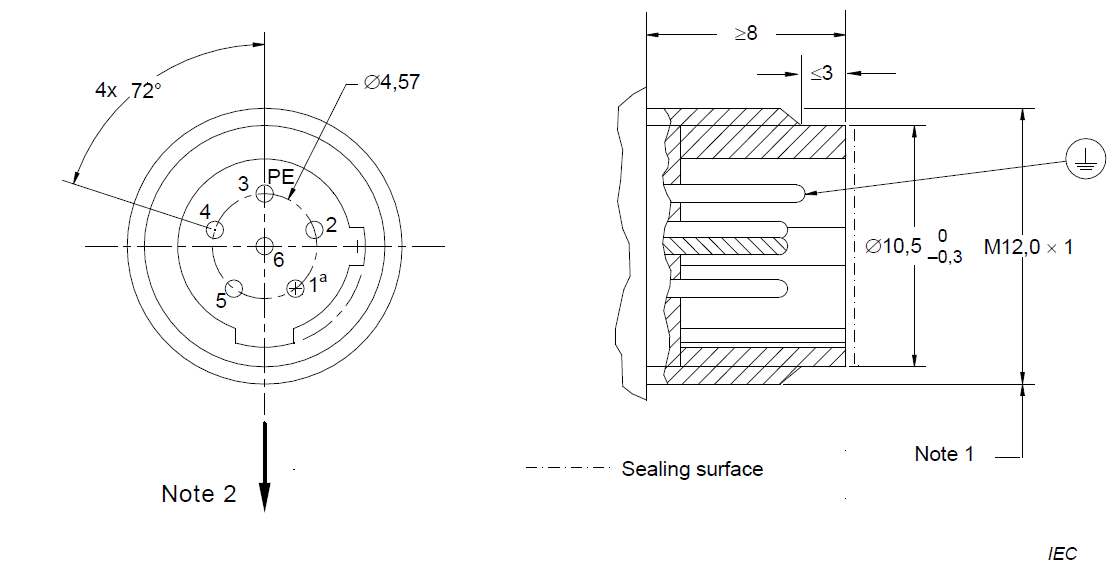 ≥8
≤3
4x 72°
∅4,57
3 PE
4
2
6
5
1ª
∅10,5 0 –0,3
M12,0 × 1
Note 1
Sealing surface
Note 2
IEC